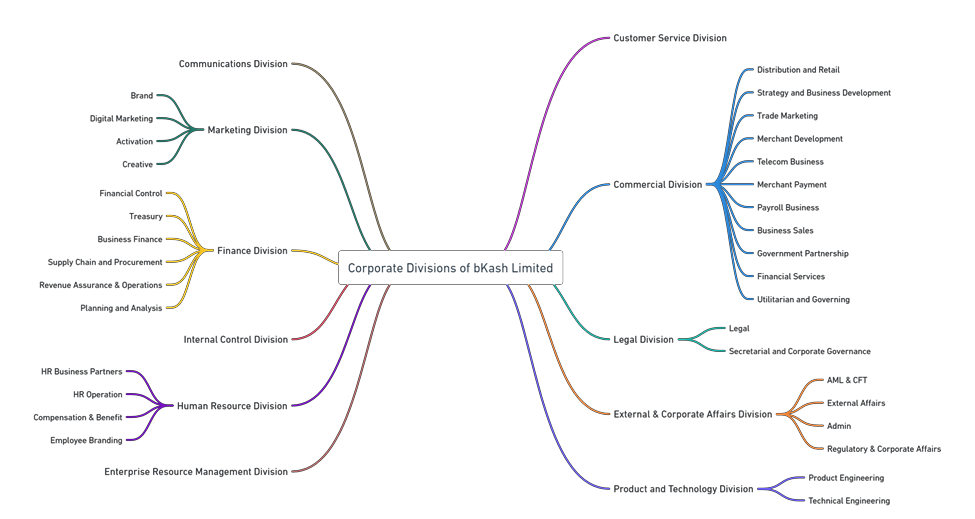 Corporate Divisions of bKash Limited
Communications Division
Marketing Division
Brand
Digital Marketing
Activation
Creative
Finance Division
Financial Control
Treasury
Business Finance
Supply Chain and Procurement
Revenue Assurance & Operations
Planning and Analysis
Internal Control Division
Human Resource Division
HR Business Partners
HR Operation
Compensation & Benefit
Employee Branding
Enterprise Resource Management Division
Customer Service Division
Commercial Division
Distribution and Retail
Strategy and Business Development
Trade Marketing
Merchant Development
Telecom Business
Merchant Payment
Payroll Business
Business Sales
Government Partnership
Financial Services
Utilitarian and Governing
Legal Division
Legal
Secretarial and Corporate Governance
External & Corporate Affairs Division
AML & CFT
External Affairs
Admin
Regulatory & Corporate Affairs
Product and Technology Division
Product Engineering
Technical Engineering